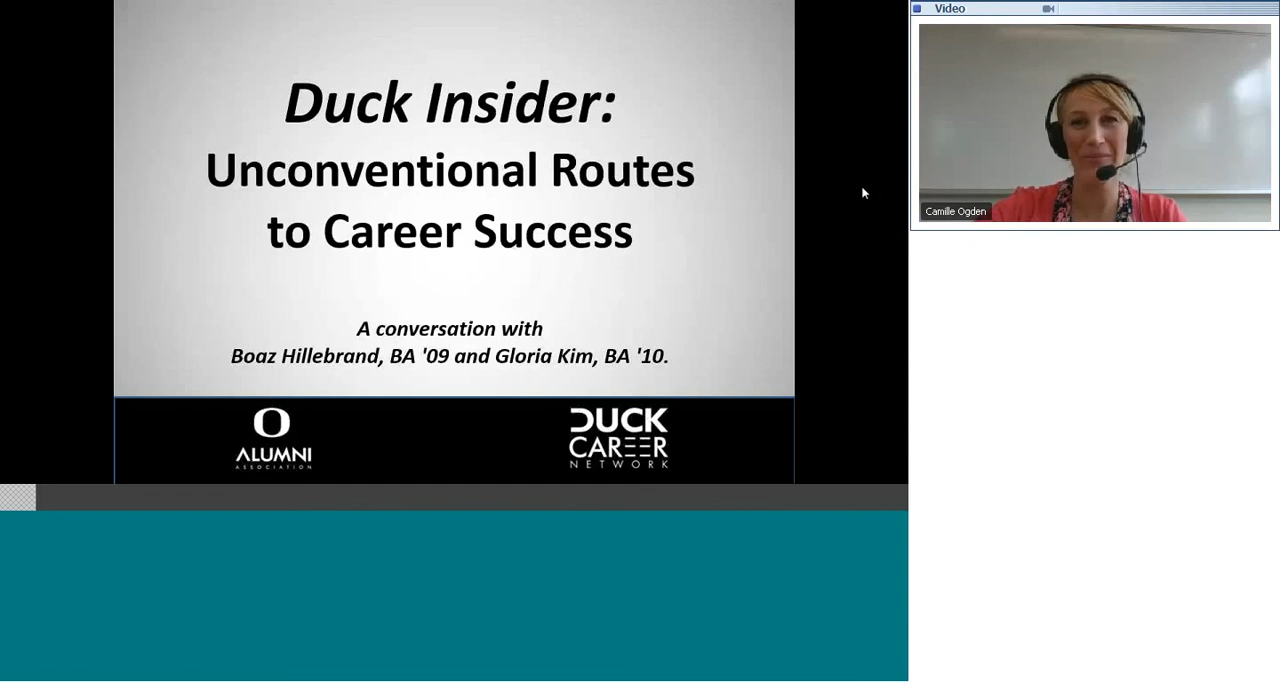 Duck Insider:
Unconventional Routes
to Career Success
A conversation with
Boaz Hillebrand, BA '09 and Gloria Kim, BA '10.
O
ALUMNI
ASSOCIATION
DUCK
CAREER
NETWORK
Video
Camille Ogden